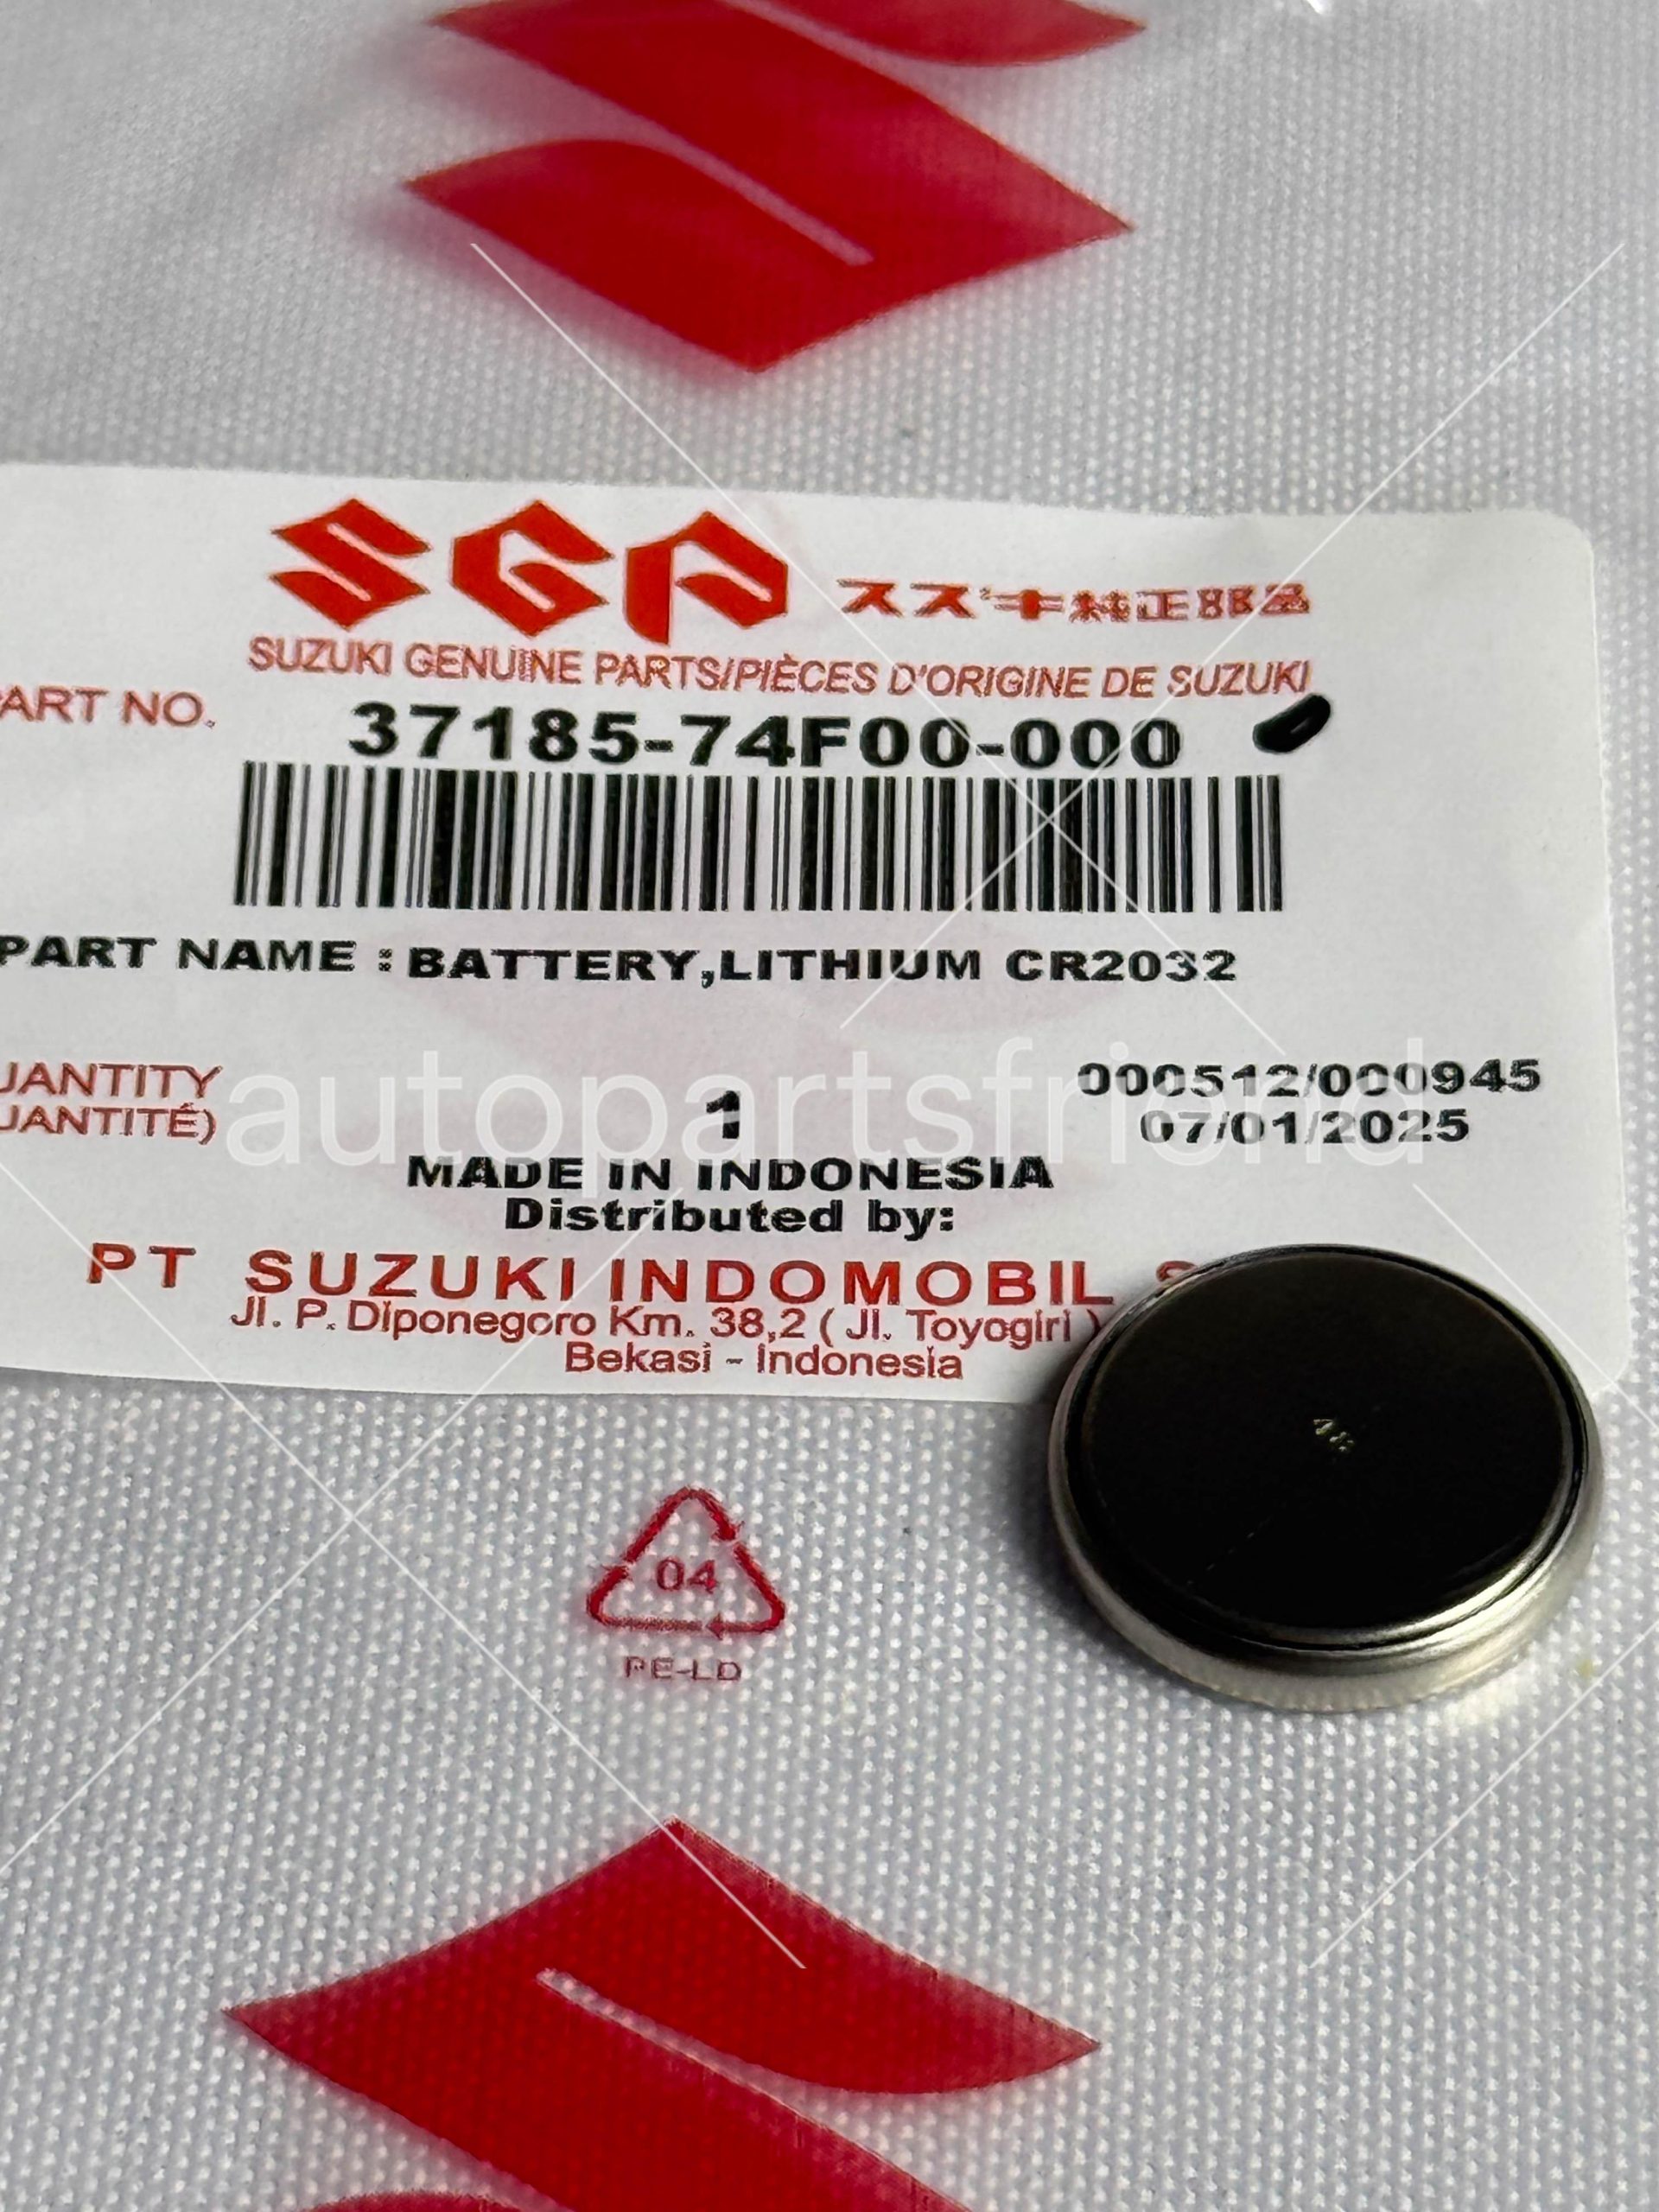 SGP スズキ純正部品
SUZUKI GENUINE PARTS/PIÈCES D'ORIGINE DE SUZUKI
ART NO. 37185-74F00-000
PART NAME : BATTERY,LITHIUM CR2032
UANTITY
UANTITÉ)
1
000512/000945
07/01/2025
autopartsfriend
MADE IN INDONESIA
Distributed by:
PT SUZUKI INDOMOBIL S
Jl. P. Diponegoro Km. 38,2 ( Jl. Toyogiri )
Bekasi - Indonesia
48
04
PE-LD